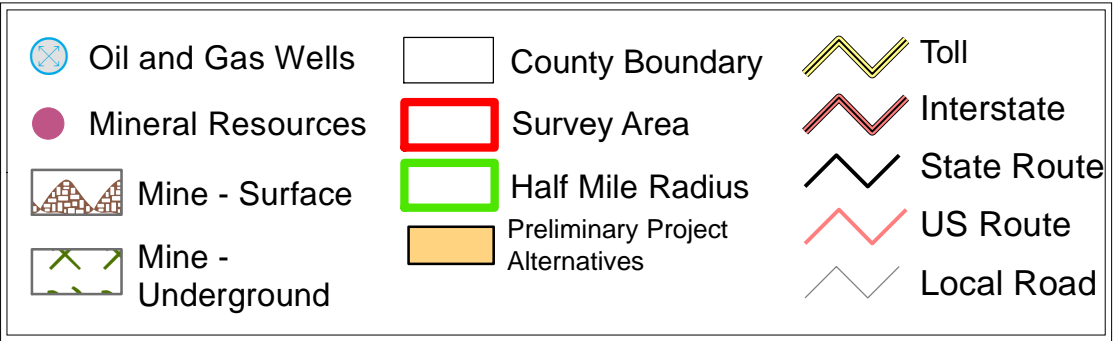 Oil and Gas Wells
Mineral Resources
Mine - Surface
Mine -
Underground
County Boundary
Survey Area
Half Mile Radius
Preliminary Project
Alternatives
Toll
Interstate
State Route
US Route
Local Road